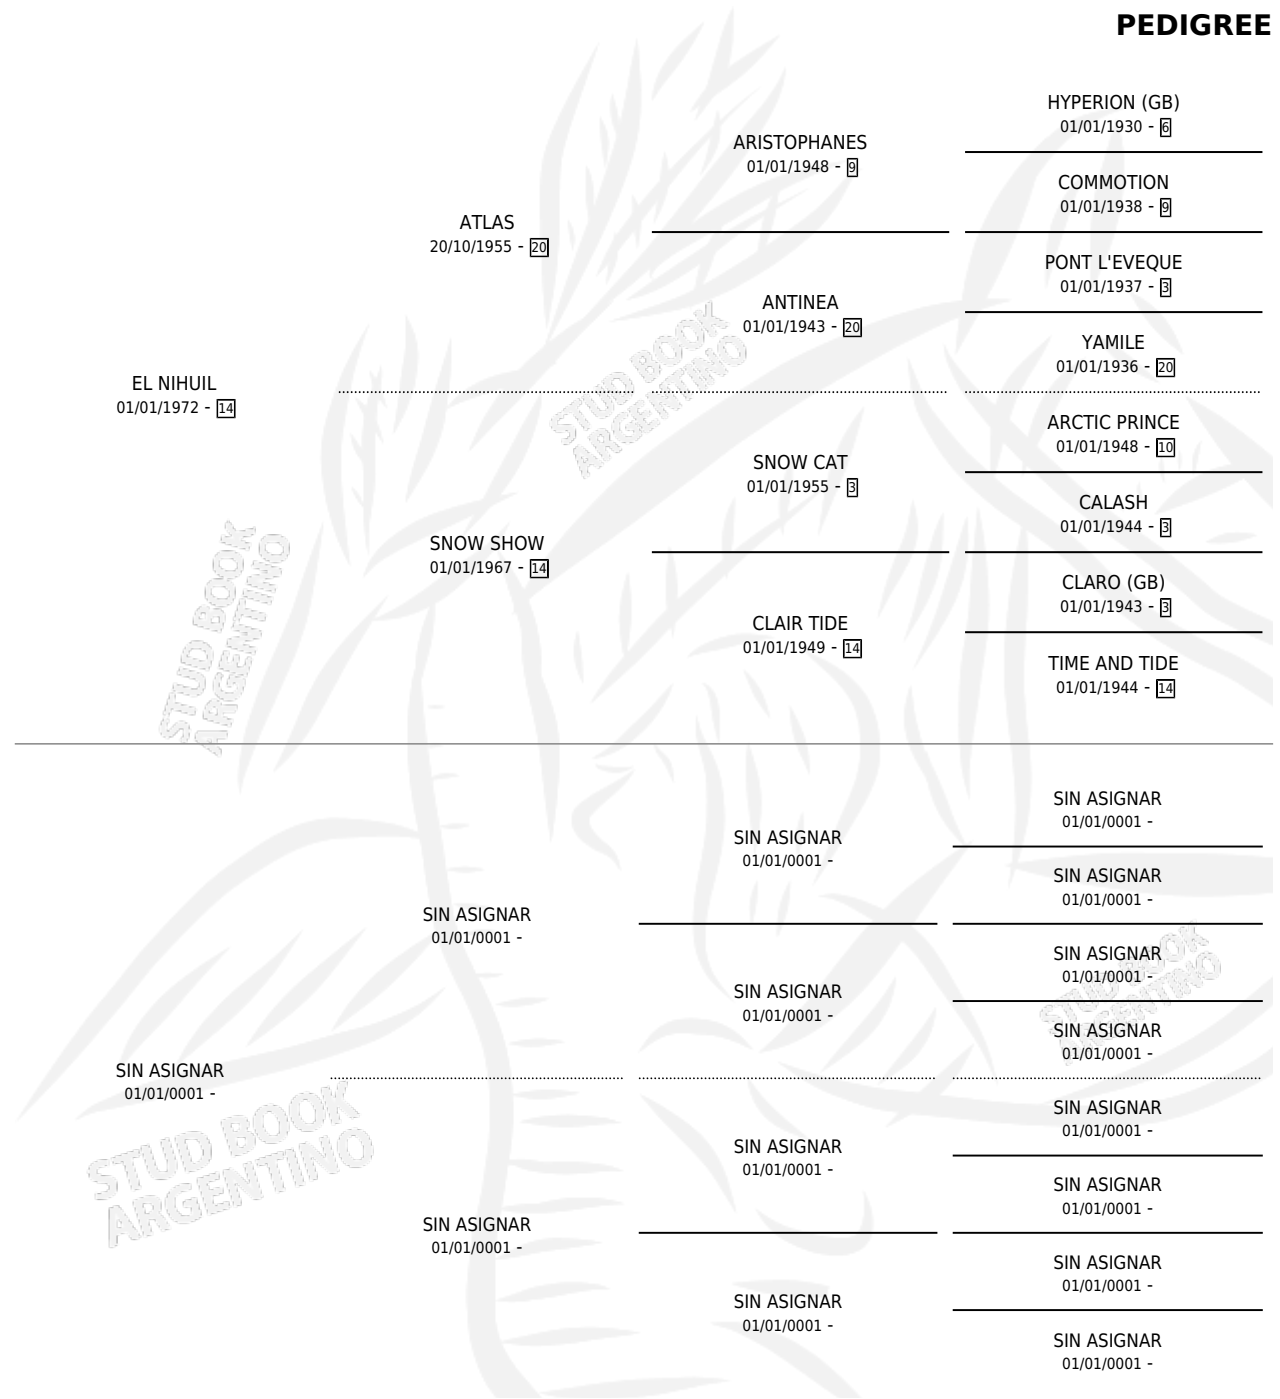 PEDIGREE
HYPERION (GB)
01/01/1930 - 6
ARISTOPHANES
01/01/1948 - 9
COMMOTION
01/01/1938 - 9
ATLAS
20/10/1955 - 20
PONT L'EVEQUE
01/01/1937 - 3
ANTINEA
01/01/1943 - 20
YAMILE
01/01/1936 - 20
EL NIHUIL
01/01/1972 - 14
ARCTIC PRINCE
01/01/1948 - 10
SNOW CAT
01/01/1955 - 3
CALASH
01/01/1944 - 3
SNOW SHOW
01/01/1967 - 14
CLARO (GB)
01/01/1943 - 3
CLAIR TIDE
01/01/1949 - 14
TIME AND TIDE
01/01/1944 - 14
STUD BOOK
ARGENTINO
STUD BOOK
ARGENTINO
SIN ASIGNAR
01/01/0001 -
SIN ASIGNAR
01/01/0001 -
SIN ASIGNAR
01/01/0001 -
SIN ASIGNAR
01/01/0001 -
SIN ASIGNAR
01/01/0001 -
SIN ASIGNAR
01/01/0001 -
SIN ASIGNAR
01/01/0001 -
SIN ASIGNAR
01/01/0001 -
SIN ASIGNAR
01/01/0001 -
SIN ASIGNAR
01/01/0001 -
SIN ASIGNAR
01/01/0001 -
SIN ASIGNAR
01/01/0001 -
SIN ASIGNAR
01/01/0001 -
SIN ASIGNAR
01/01/0001 -
SIN ASIGNAR
01/01/0001 -
STUD BOOK
ARGENTINO
STUD BOOK
ARGENTINO